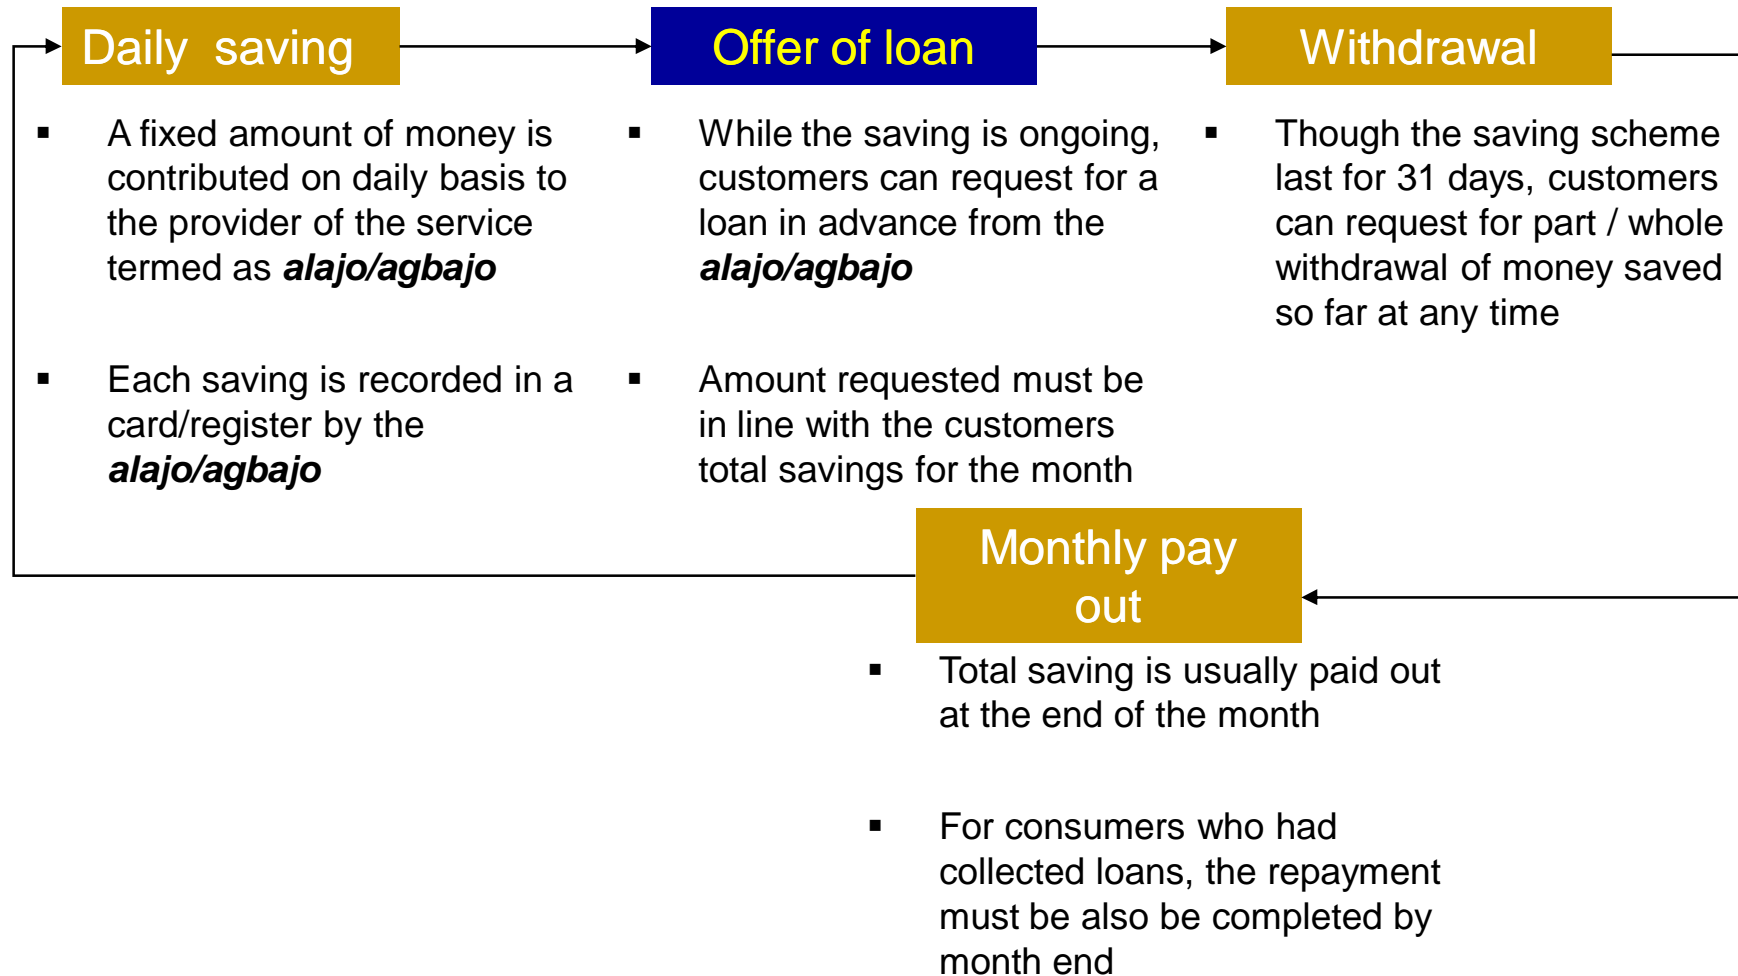 Daily saving
▪ A fixed amount of money is
contributed on daily basis to
the provider of the service
termed as alajo/agbajo
▪ Each saving is recorded in a
card/register by the
alajo/agbajo
Offer of loan
▪ While the saving is ongoing,
customers can request for a
loan in advance from the
alajo/agbajo
▪ Amount requested must be
in line with the customers
total savings for the month
Withdrawal
▪ Though the saving scheme
last for 31 days, customers
can request for part / whole
withdrawal of money saved
so far at any time
Monthly pay
out
▪ Total saving is usually paid out
at the end of the month
▪ For consumers who had
collected loans, the repayment
must be also be completed by
month end